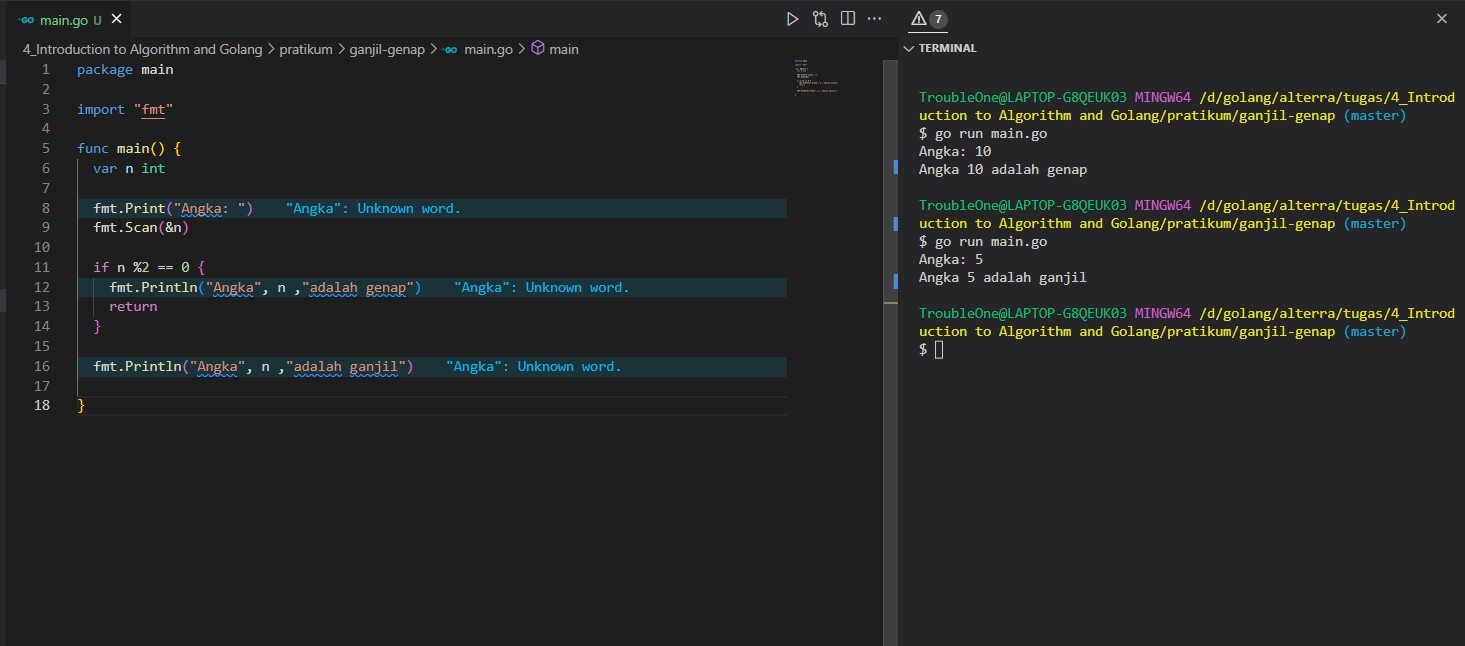 main.go U
7
TERMINAL
4_Introduction to Algorithm and Golang > pratikum > ganjil-genap > main.go > main
1 package main
2
3 import "fmt"
4
5 func main() {
6 var n int
7
8 fmt.Print("Angka: ") "Angka": Unknown word.
9 fmt.Scan(&n)
10
11 if n %2 == 0 {
12 fmt.Println("Angka", n ,"adalah genap") "Angka": Unknown word.
13 return
14 }
15
16 fmt.Println("Angka", n ,"adalah ganjil") "Angka": Unknown word.
17
18 }
TroubleOne@LAPTOP-G8QEUK03 MINGW64 /d/golang/alterra/tugas/4_Introd
uction to Algorithm and Golang/pratikum/ganjil-genap (master)
$ go run main.go
Angka: 10
Angka 10 adalah genap
TroubleOne@LAPTOP-G8QEUK03 MINGW64 /d/golang/alterra/tugas/4_Introd
uction to Algorithm and Golang/pratikum/ganjil-genap (master)
$ go run main.go
Angka: 5
Angka 5 adalah ganjil
TroubleOne@LAPTOP-G8QEUK03 MINGW64 /d/golang/alterra/tugas/4_Introd
uction to Algorithm and Golang/pratikum/ganjil-genap (master)
$